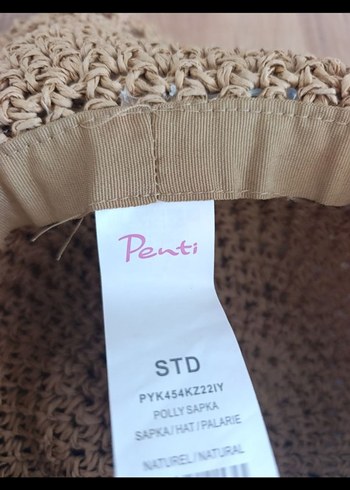 Penti
STD
PYK454KZ22IY
POLLY SAPKA
SAPKA/HAT/PALARIE
NATUREL/NATURAL